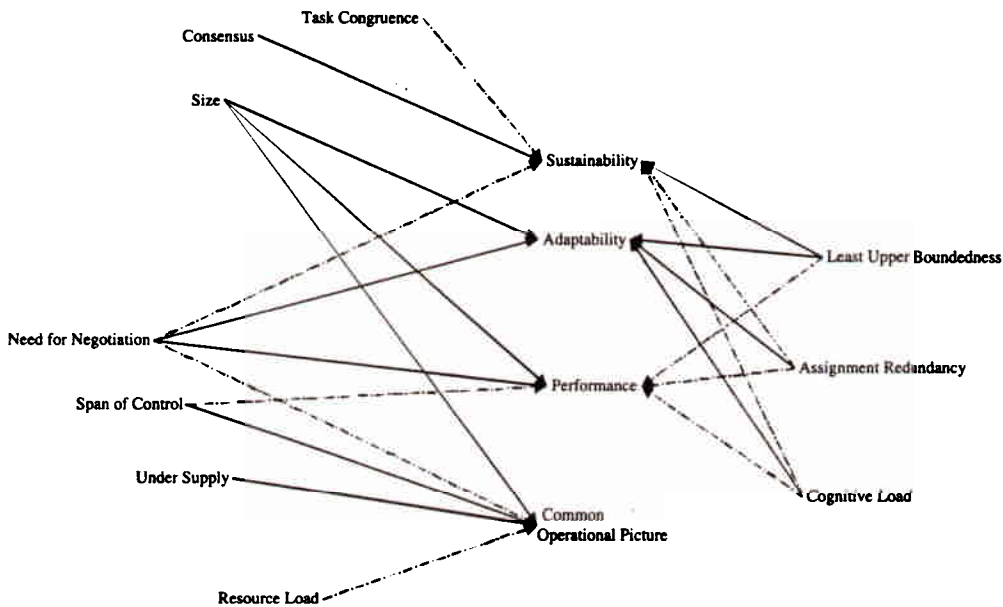 Task Congruence
Consensus
Size
Sustainability
Adaptability
Least Upper Boundedness
Need for Negotiation
Assignment Redundancy
Performance
Span of Control
Under Supply
Cognitive Load
Common
Operational Picture
Resource Load